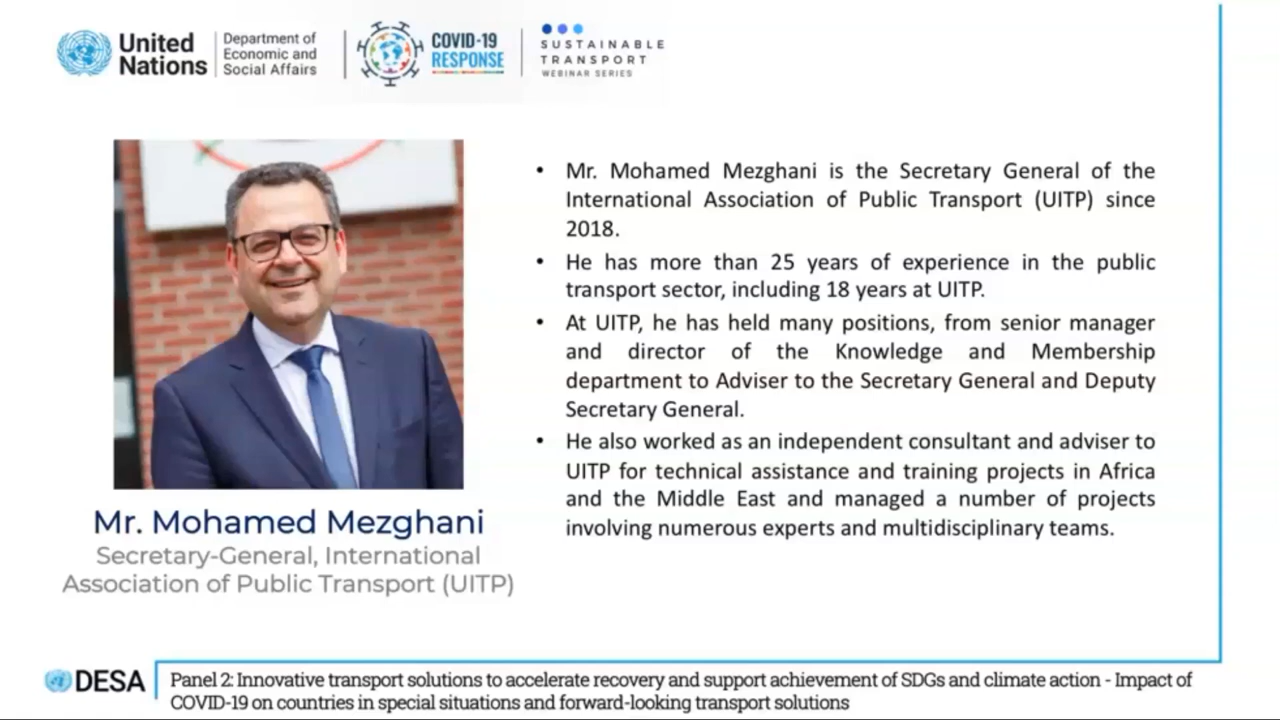 United
Nations
Department of
Economic and
Social Affairs
COVID-19
RESPONSE
SUSTAINABLE
TRANSPORT
WEBINAR SERIES
• Mr. Mohamed Mezghani is the Secretary General of the
International Association of Public Transport (UITP) since
2018.
• He has more than 25 years of experience in the public
transport sector, including 18 years at UITP.
• At UITP, he has held many positions, from senior manager
and director of the Knowledge and Membership
department to Adviser to the Secretary General and Deputy
Secretary General.
• He also worked as an independent consultant and adviser to
UITP for technical assistance and training projects in Africa
and the Middle East and managed a number of projects
involving numerous experts and multidisciplinary teams.
Mr. Mohamed Mezghani
Secretary-General, International
Association of Public Transport (UITP)
DESA
Panel 2: Innovative transport solutions to accelerate recovery and support achievement of SDGs and climate action - Impact of
COVID-19 on countries in special situations and forward-looking transport solutions